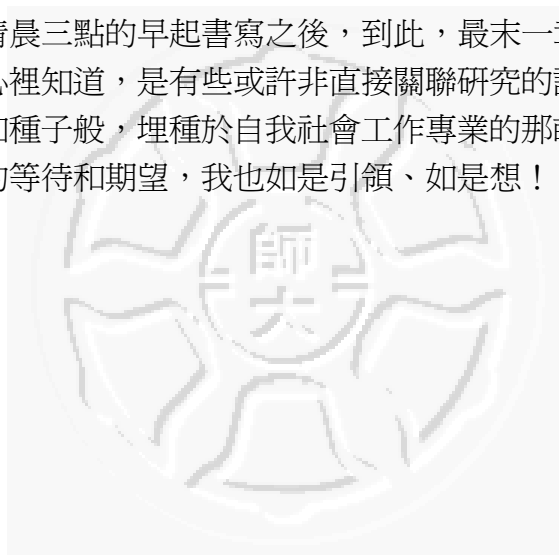 清晨三點的早起書寫之後，到此，最末一章
心裡知道，是有些或許非直接關聯研究的
如種子般，埋種於自我社會工作專業的那
的等待和期望，我也如是引領、如是想！
師大